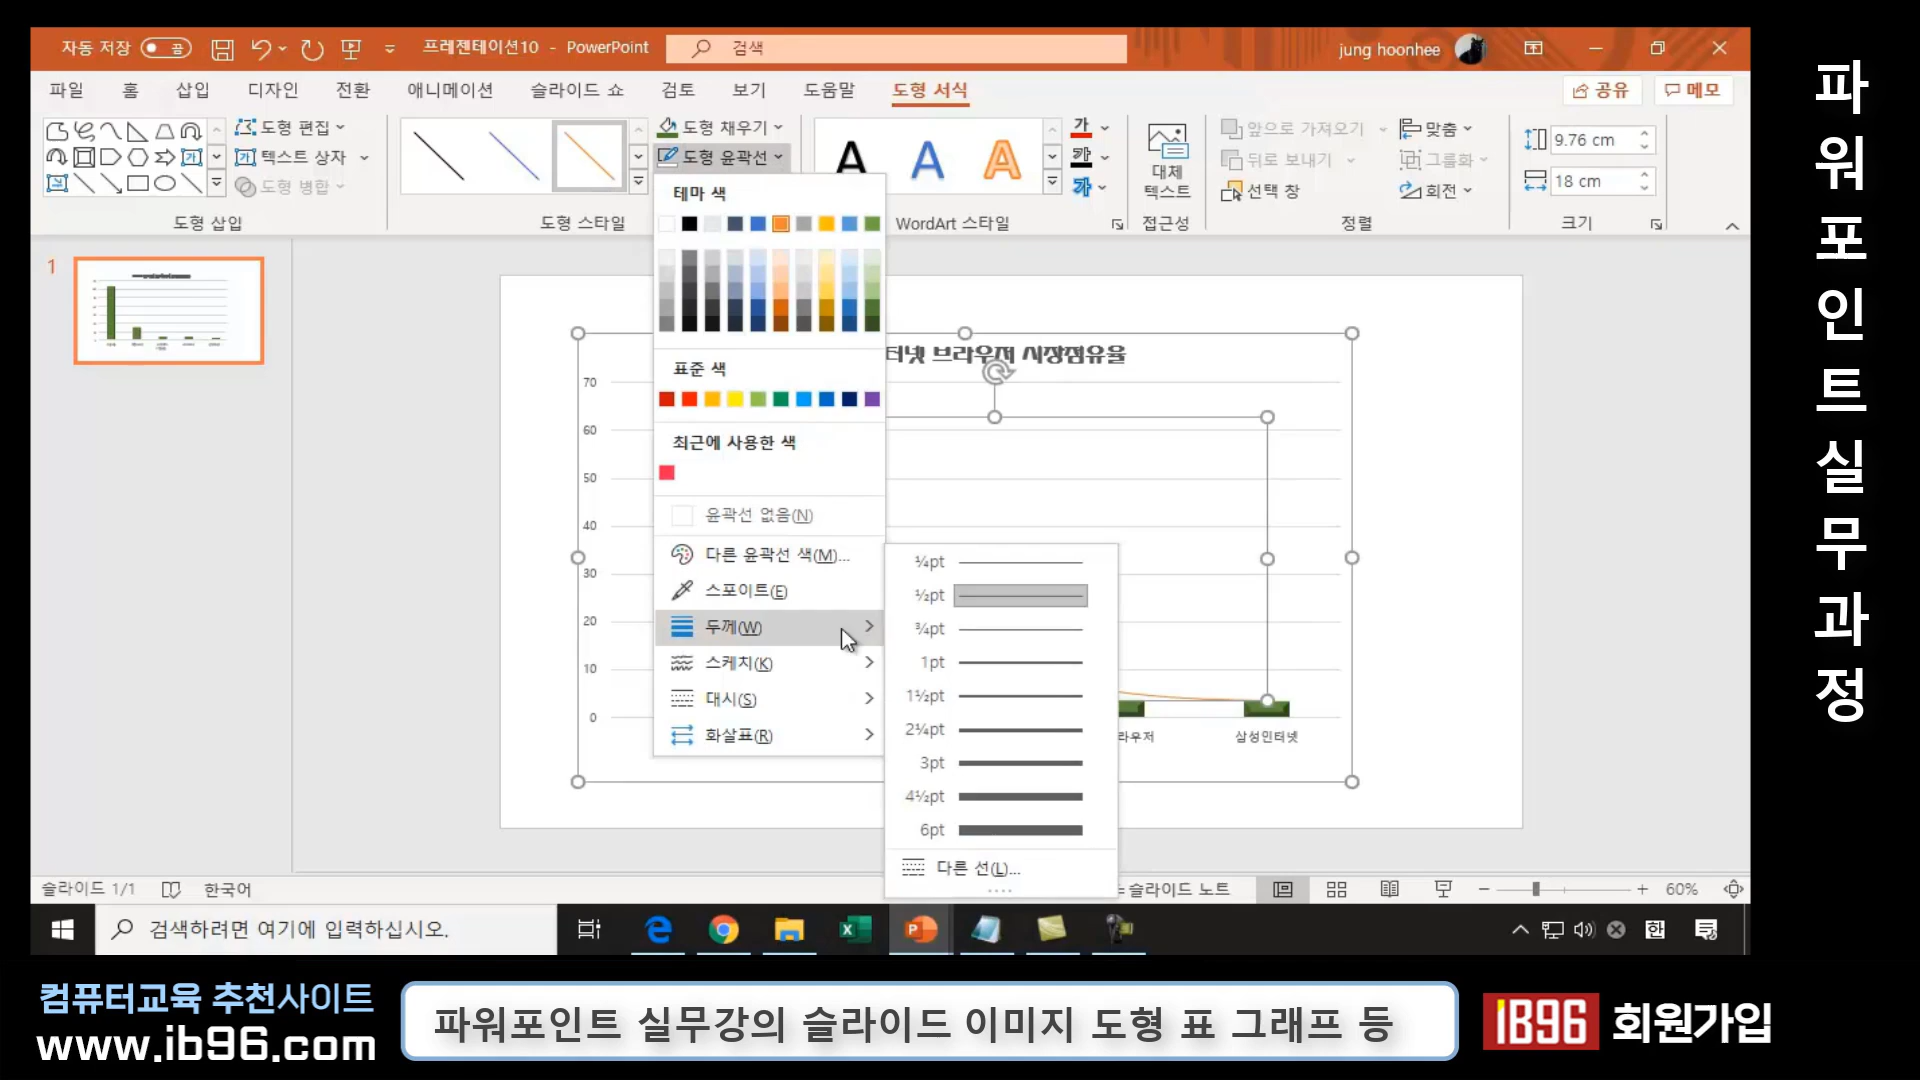 자동 저장 끔 프레젠테이션10 - PowerPoint 검색 jung hoonhee
파일 홈 삽입 디자인 전환 애니메이션 슬라이드 쇼 검토 보기 도움말 도형 서식 공유 메모
도형 편집
텍스트 상자
도형 병합
도형 삽입
도형 채우기
도형 윤곽선
도형 스타일
A A A
가
가
가
WordArt 스타일
대체
텍스트
접근성
앞으로 가져오기
뒤로 보내기
선택 창
맞춤
그룹화
회전
정렬
9.76 cm
18 cm
크기
테마 색
표준 색
최근에 사용한 색
윤곽선 없음(N)
다른 윤곽선 색(M)...
스포이트(E)
두께(W)
스케치(K)
대시(S)
화살표(R)
¼pt
½pt
¾pt
1pt
1½pt
2¼pt
3pt
4½pt
6pt
다른 선(L)...
1
터넷 브라우저 시장점유율
70
60
50
40
30
20
10
0
라우저 삼성인터넷
슬라이드 1/1 한국어 슬라이드 노트 60%
검색하려면 여기에 입력하십시오. 한
파워포인트실무과정
컴퓨터교육 추천사이트
www.ib96.com
파워포인트 실무강의 슬라이드 이미지 도형 표 그래프 등
IB96 회원가입